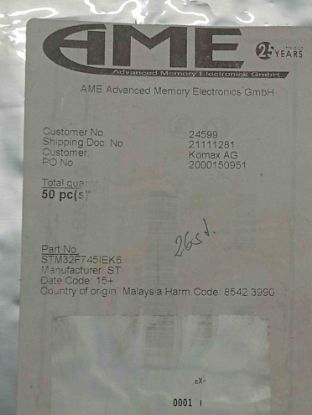 AME
25 YEARS
Advanced Memory Electronics GmbH
AME Advanced Memory Electronics GmbH
Customer No. 24599
Shipping Doc. No. 21111281
Customer Komax AG
PO No 2000150951
Total quan
50 pc(s)
26st.
Part No.
STM32F745IEK6
Manufacturer: ST
Date Code: 15+
Country of origin: Malaysia Harm.Code: 8542 3990
0001